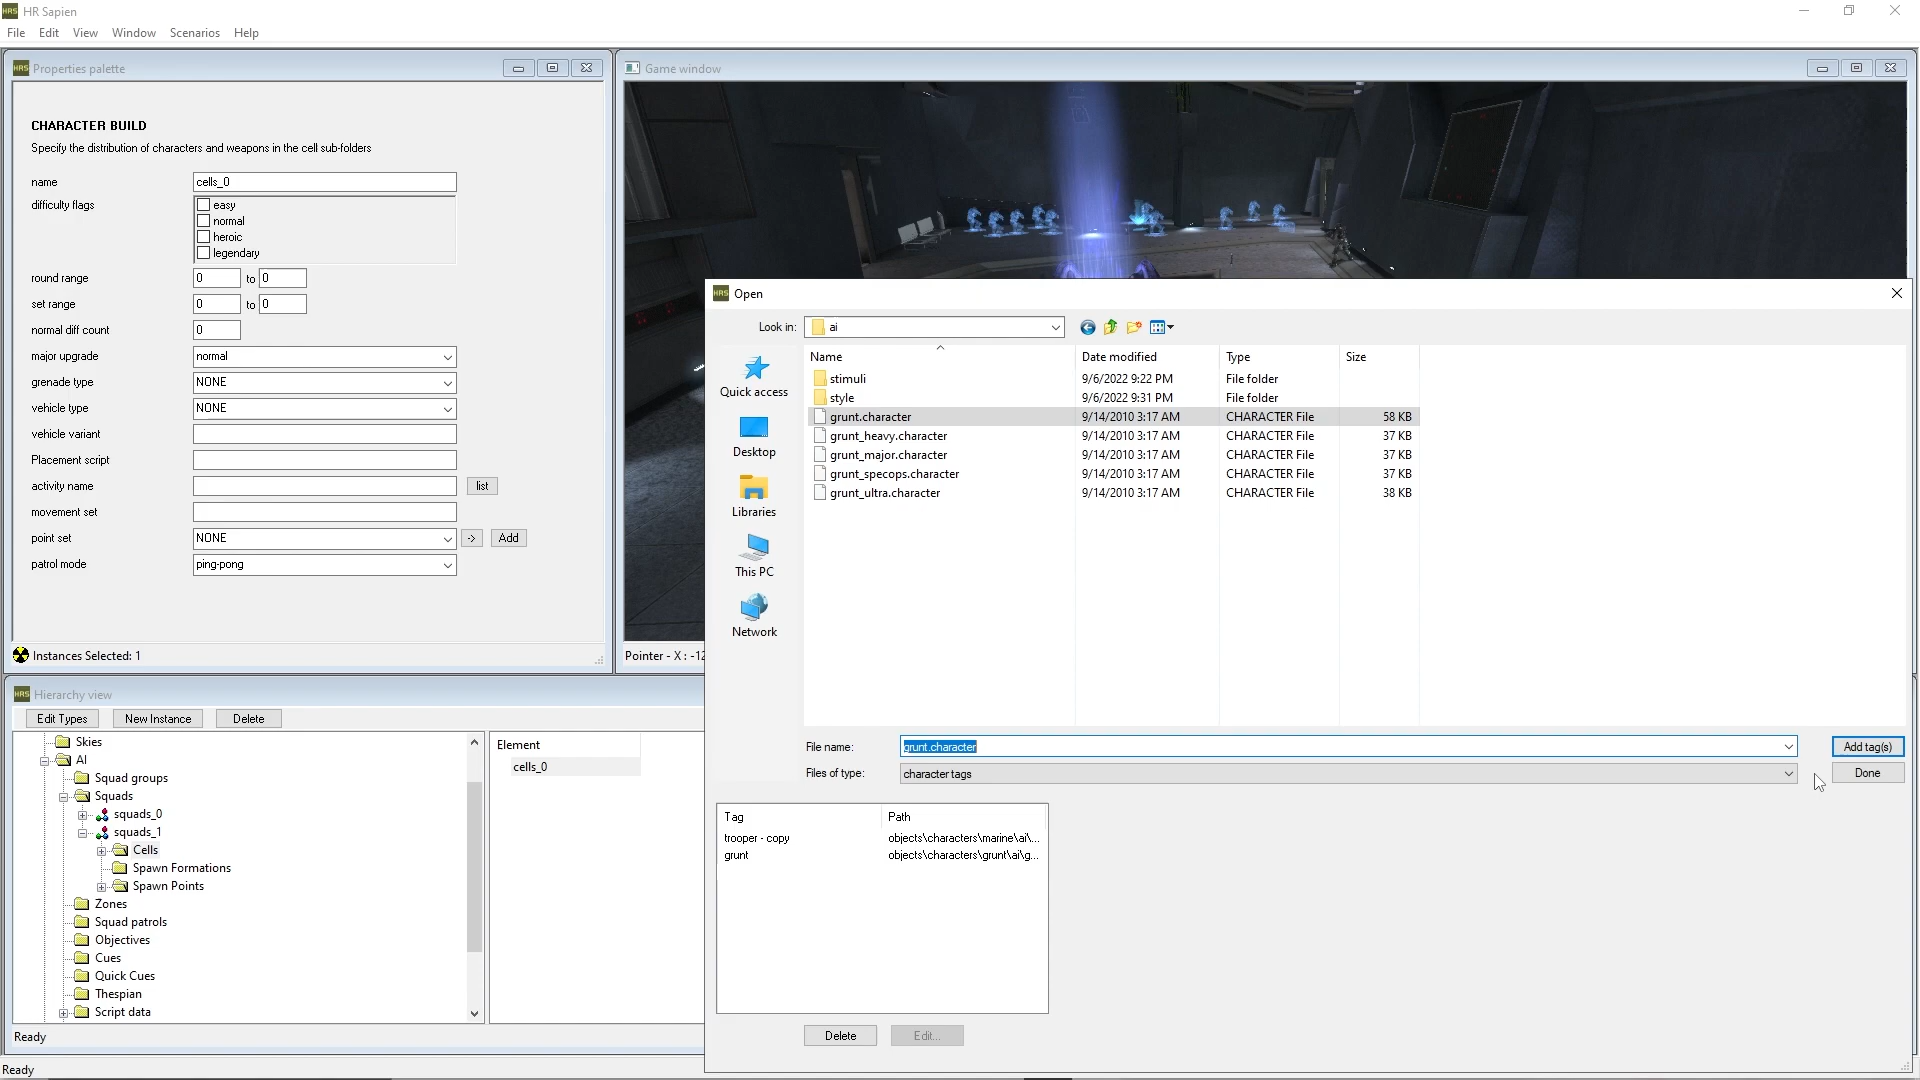 HRS HR Sapien
File Edit View Window Scenarios Help
HRS Properties palette
CHARACTER BUILD
Specify the distribution of characters and weapons in the cell sub-folders
name cells_0
difficulty flags easy
normal
heroic
legendary
round range 0 to 0
set range 0 to 0
normal diff count 0
major upgrade normal
grenade type NONE
vehicle type NONE
vehicle variant
Placement script
activity name list
movement set
point set NONE -> Add
patrol mode ping-pong
Instances Selected: 1
Game window
Pointer - X : -12
HRS Open
Look in: ai
Quick access
Desktop
Libraries
This PC
Network
Name Date modified Type Size
stimuli 9/6/2022 9:22 PM File folder
style 9/6/2022 9:31 PM File folder
grunt.character 9/14/2010 3:17 AM CHARACTER File 58 KB
grunt_heavy.character 9/14/2010 3:17 AM CHARACTER File 37 KB
grunt_major.character 9/14/2010 3:17 AM CHARACTER File 37 KB
grunt_specops.character 9/14/2010 3:17 AM CHARACTER File 37 KB
grunt_ultra.character 9/14/2010 3:17 AM CHARACTER File 38 KB
File name: grunt.character Add tag(s)
Files of type: character tags Done
Tag Path
trooper - copy objects\characters\marine\ai\...
grunt objects\characters\grunt\ai\g...
Delete Edit...
HRS Hierarchy view
Edit Types New Instance Delete
Skies
AI
Squad groups
Squads
squads_0
squads_1
Cells
Spawn Formations
Spawn Points
Zones
Squad patrols
Objectives
Cues
Quick Cues
Thespian
Script data
Element
cells_0
Ready
Ready